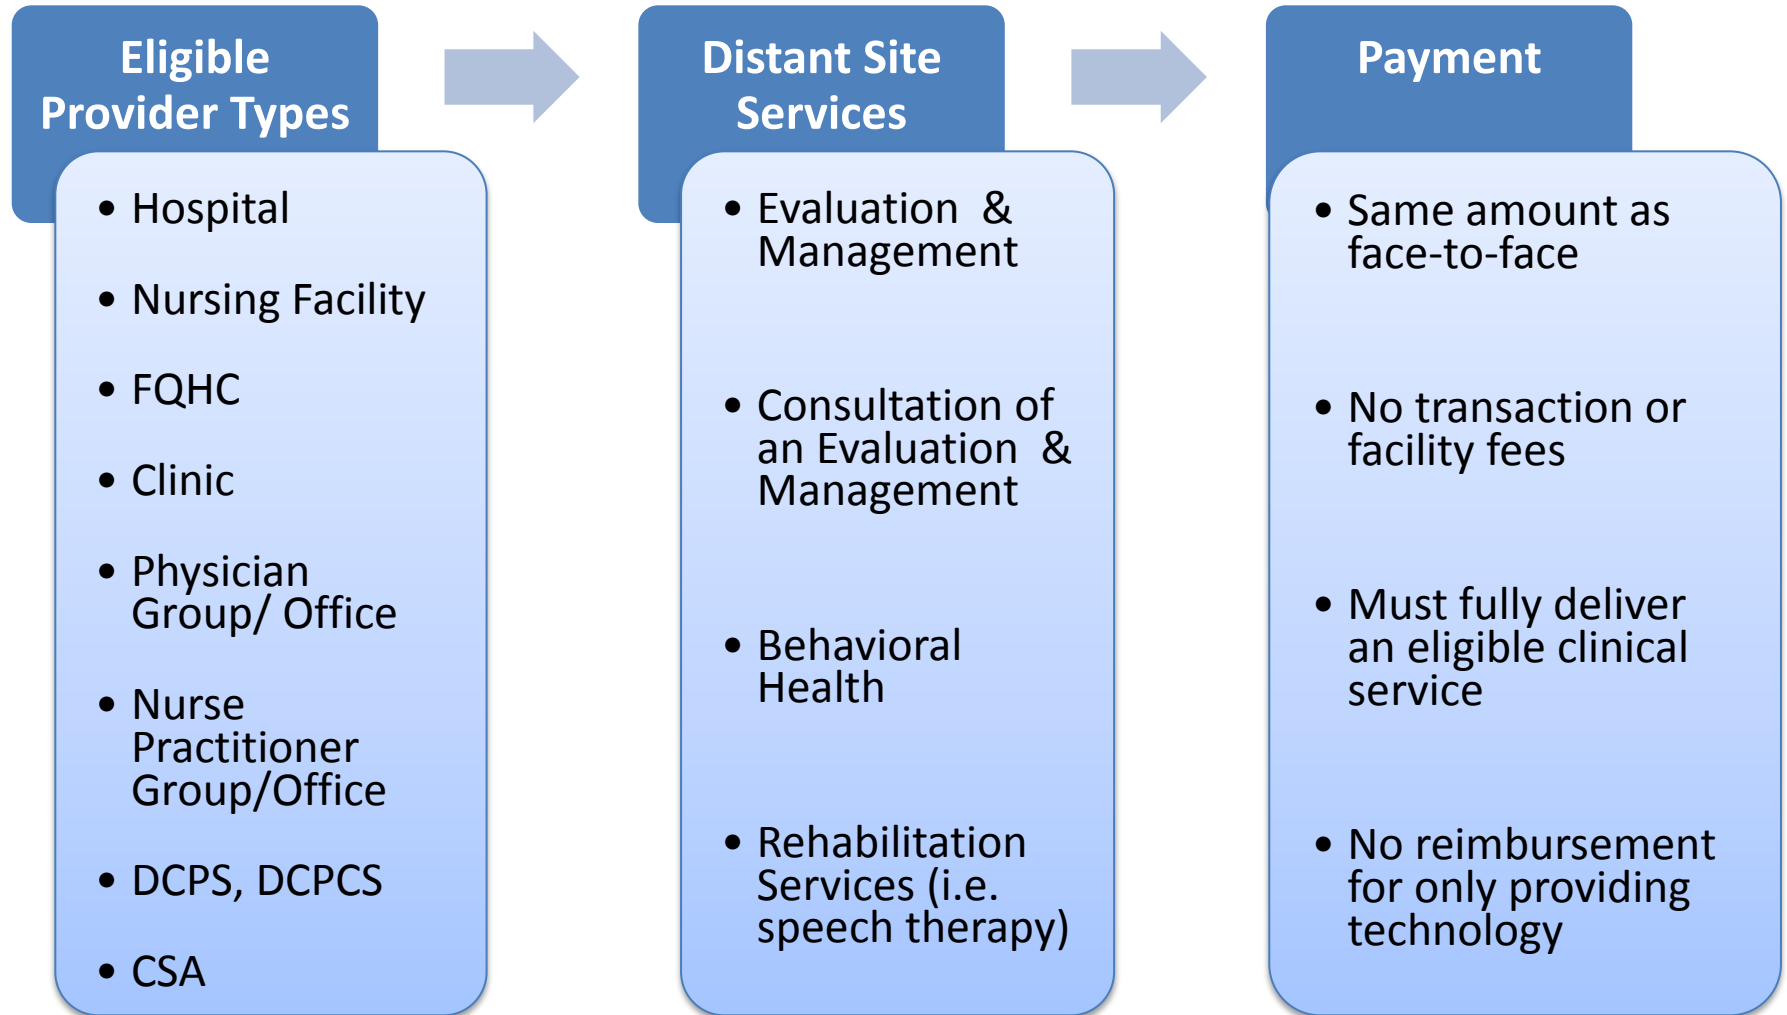 Eligible
Provider Types
• Hospital
• Nursing Facility
• FQHC
• Clinic
• Physician
Group/ Office
• Nurse
Practitioner
Group/Office
• DCPS, DCPCS
• CSA
Distant Site
Services
• Evaluation  &
Management
• Consultation of
an Evaluation  &
Management
• Behavioral
Health
• Rehabilitation
Services (i.e.
speech therapy)
Payment
• Same amount as
face-to-face
• No transaction or
facility fees
• Must fully deliver
an eligible clinical
service
• No reimbursement
for only providing
technology